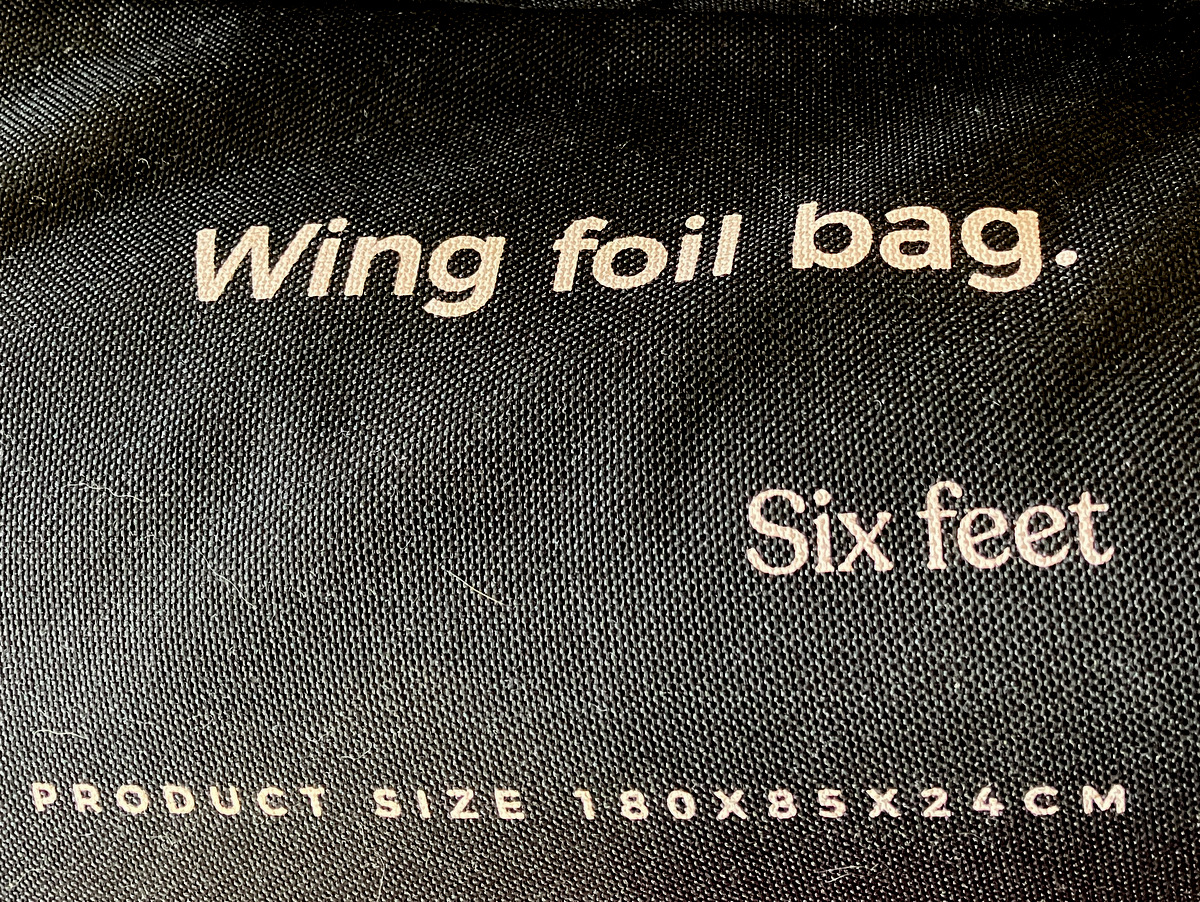 Wing foil bag.
Six feet
PRODUCT SIZE 180X85X24CM